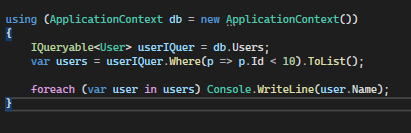 using (ApplicationContext db = new ApplicationContext())
{
IQueryable<User> userIQuer = db.Users;
var users = userIQuer.Where(p => p.Id < 10).ToList();
foreach (var user in users) Console.WriteLine(user.Name);
}